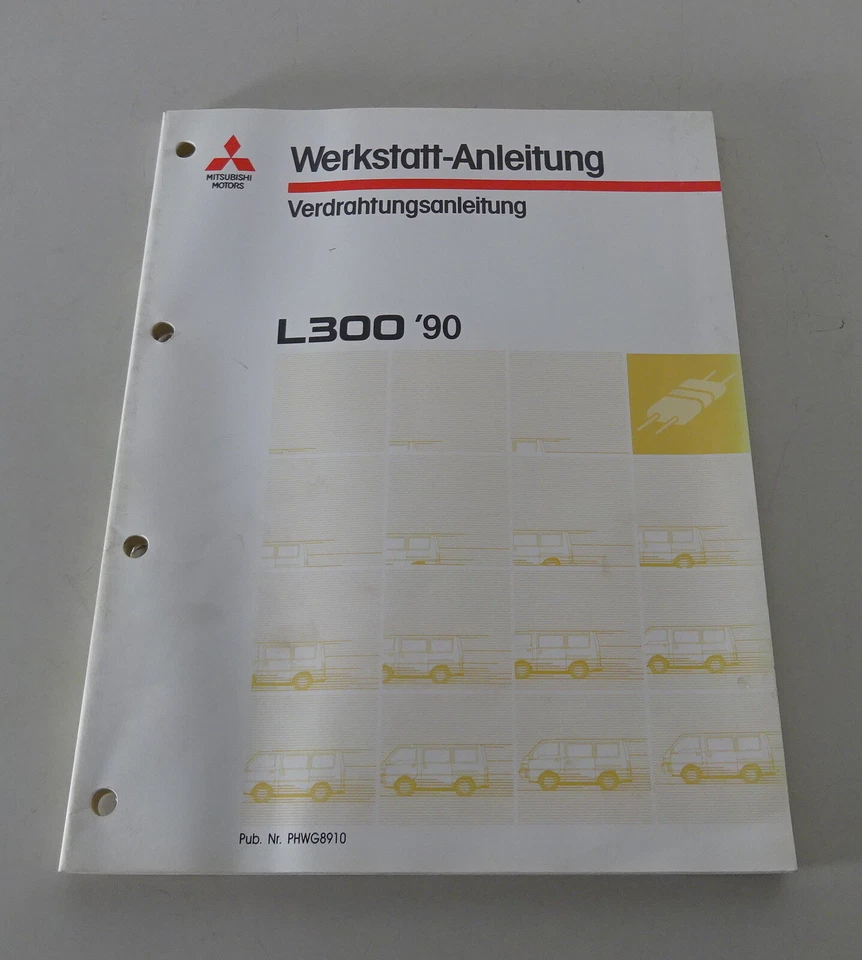 MITSUBISHI
MOTORS
Werkstatt-Anleitung
Verdrahtungsanleitung
L300 '90
Pub. Nr. PHWG8910